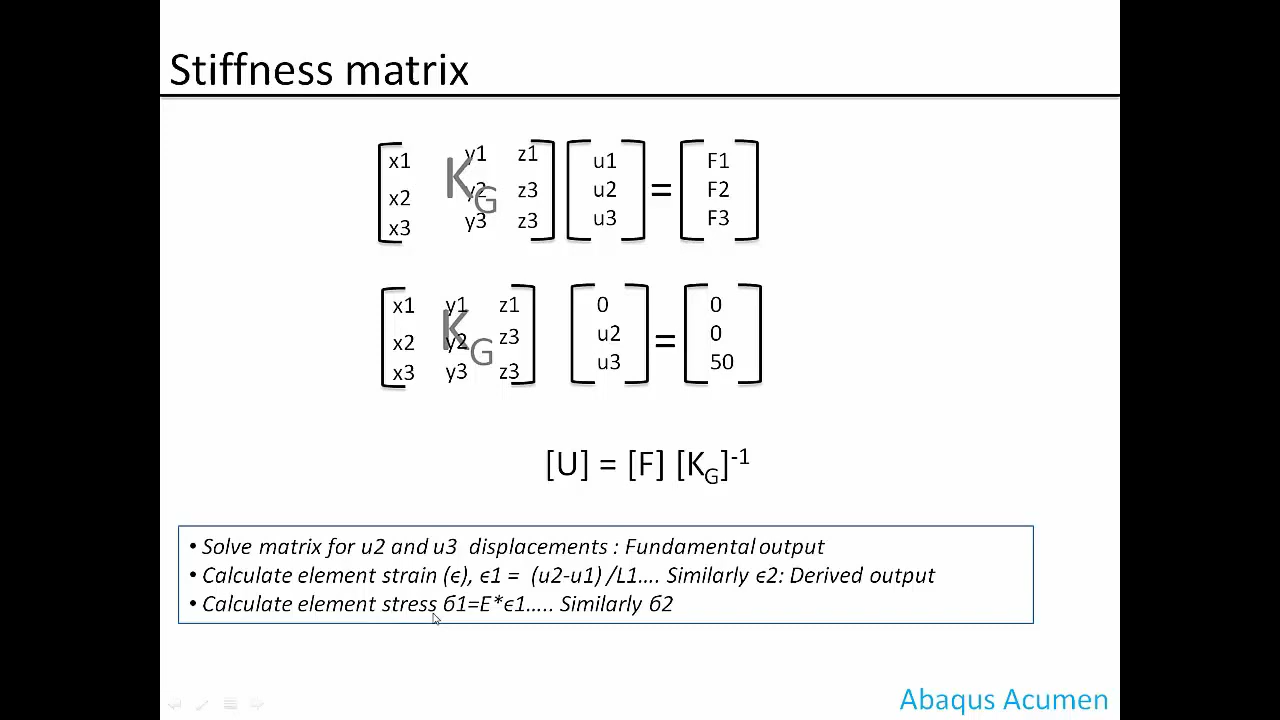 Stiffness matrix
x1 y1 z1 u1 F1
x2 y2 z3 u2 = F2
x3 y3 z3 u3 F3
K_G
x1 y1 z1 0 0
x2 y2 z3 u2 = 0
x3 y3 z3 u3 50
K_G
[U] = [F] [K_G]^-1
• Solve matrix for u2 and u3 displacements : Fundamental output
• Calculate element strain (ϵ), ϵ1 = (u2-u1) /L1.... Similarly ϵ2: Derived output
• Calculate element stress б1=E*ϵ1..... Similarly б2
Abaqus Acumen